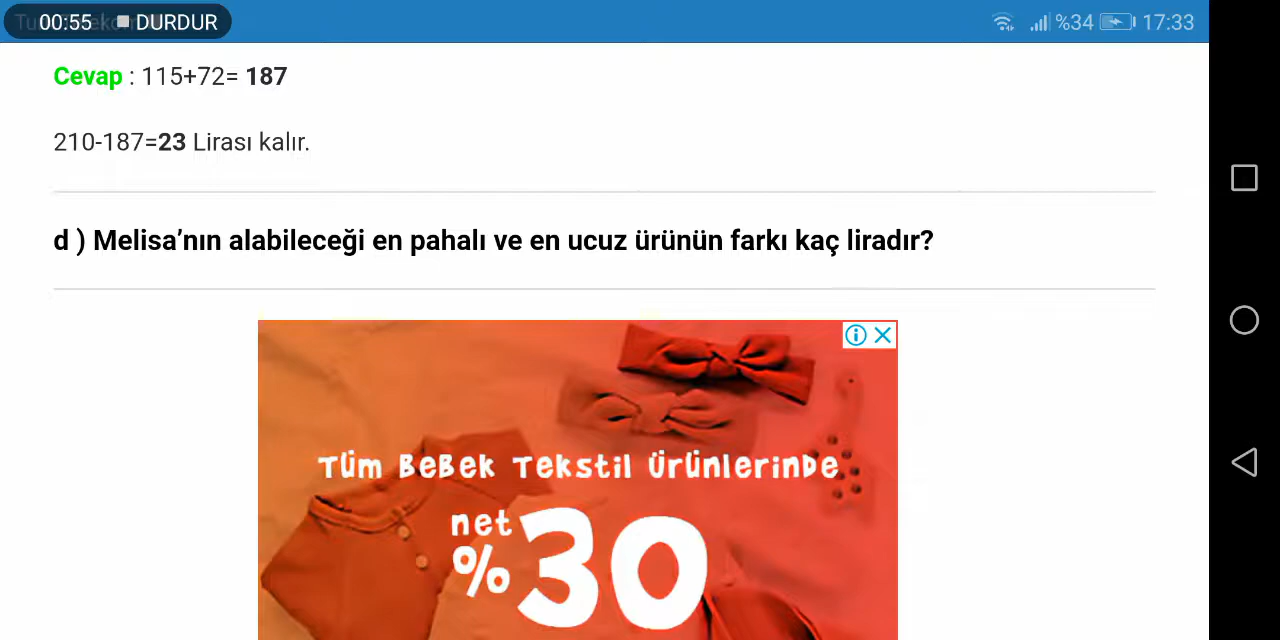 00:55 DURDUR
%34 17:33
Cevap : 115+72= 187
210-187=23 Lirası kalır.
d ) Melisa’nın alabileceği en pahalı ve en ucuz ürünün farkı kaç liradır?
Tüm Bebek Tekstil Ürünlerinde
net
%30